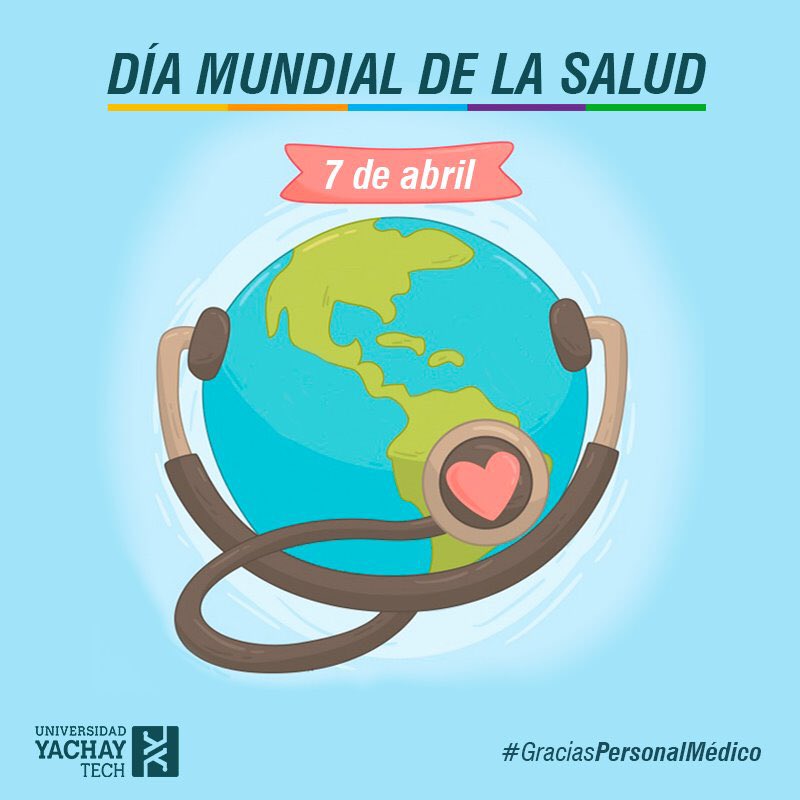 DÍA MUNDIAL DE LA SALUD
7 de abril
UNIVERSIDAD
YACHAY
TECH
#GraciasPersonalMédico